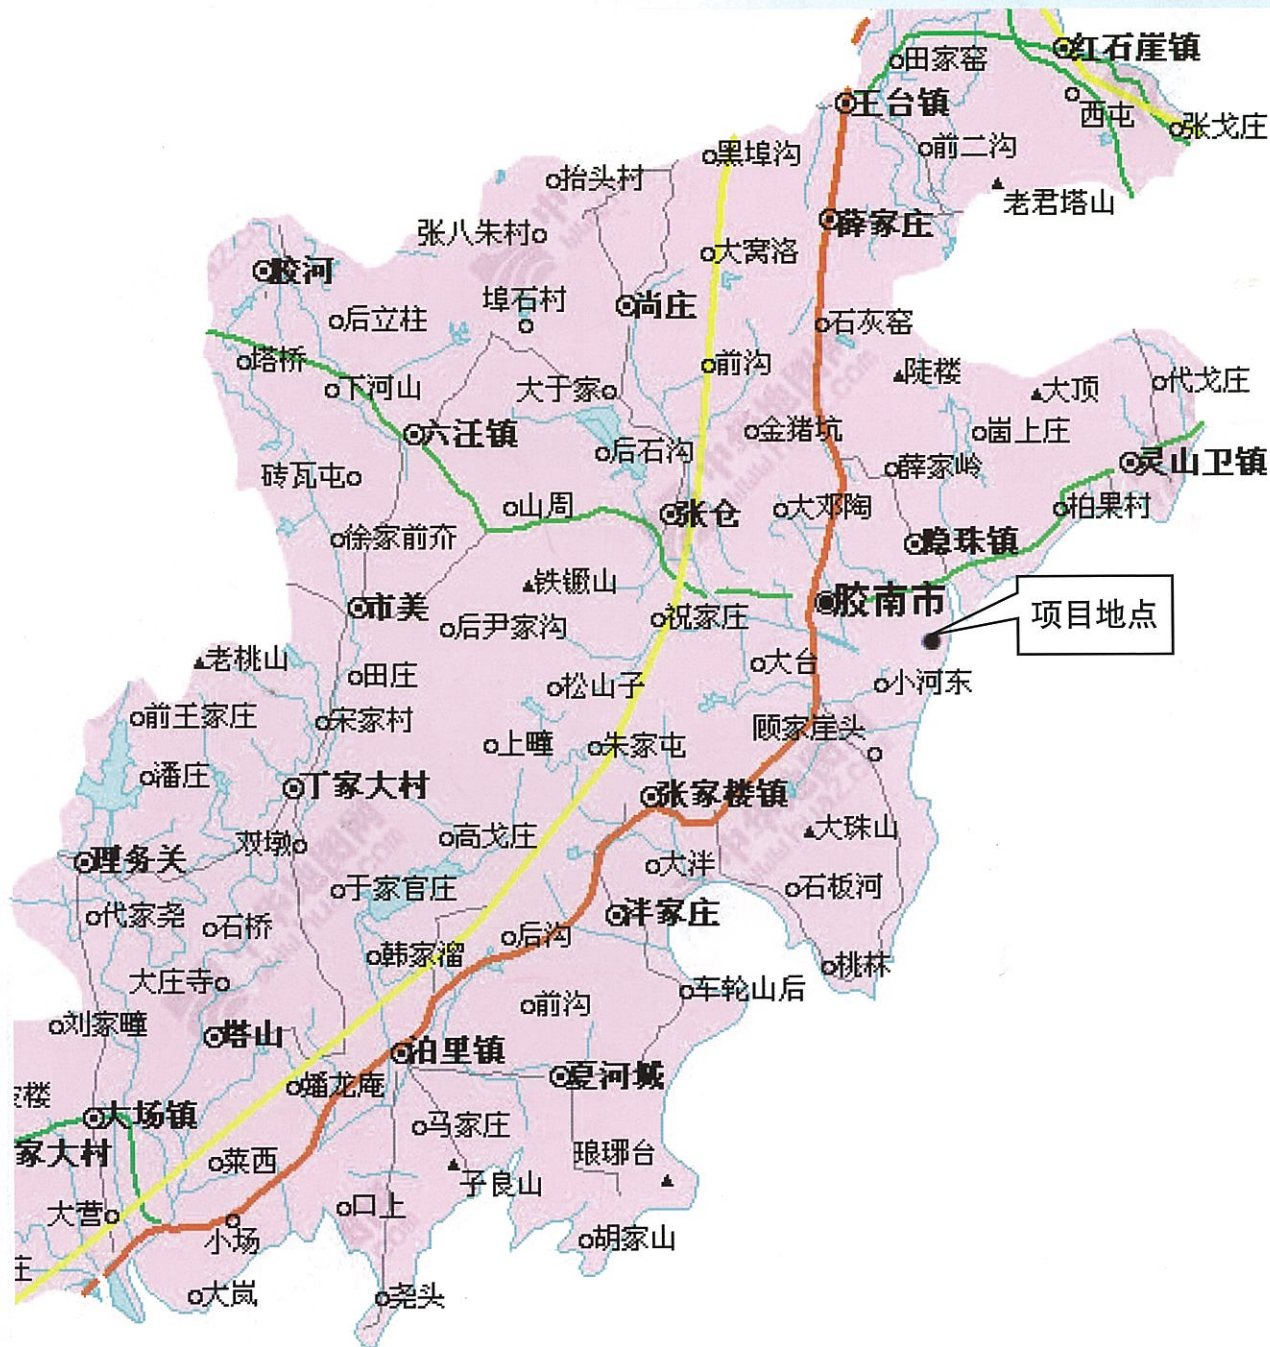 红石崖镇
田家窑
王台镇
西屯
张戈庄
黑埠沟
前二沟
抬头村
老君塔山
张八朱村
薛家庄
大窝洛
胶河
埠石村
尚庄
后立柱
石灰窑
塔桥
前沟
陡楼
代戈庄
下河山
大于家
大顶
六汪镇
金猪坑
崮上庄
后石沟
薛家岭
灵山卫镇
砖瓦屯
山周
张仓
大邓陶
柏果村
徐家前夼
隐珠镇
铁镢山
胶南市
市美
后尹家沟
祝家庄
项目地点
老桃山
田庄
大台
松山子
小河东
前王家庄
宋家村
顾家崖头
上疃
朱家屯
潘庄
丁家大村
张家楼镇
双墩
高戈庄
大珠山
理务关
大泮
于家官庄
石板河
代家尧
石桥
泮家庄
后沟
韩家溜
桃林
大庄寺
车轮山后
前沟
刘家疃
塔山
泊里镇
夏河城
蟠龙庵
楼
大场镇
马家庄
家大村
琅琊台
菜西
子良山
大营
口上
小场
胡家山
庄
大岚
尧头